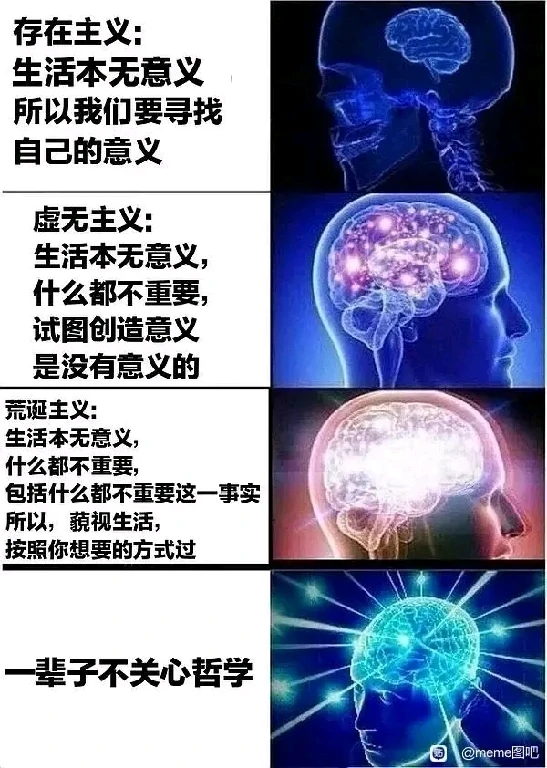 存在主义:
生活本无意义
所以我们要寻找
自己的意义
虚无主义:
生活本无意义,
什么都不重要,
试图创造意义
是没有意义的
荒诞主义:
生活本无意义,
什么都不重要,
包括什么都不重要这一事实
所以, 藐视生活,
按照你想要的方式过
一辈子不关心哲学
贴 @meme图吧